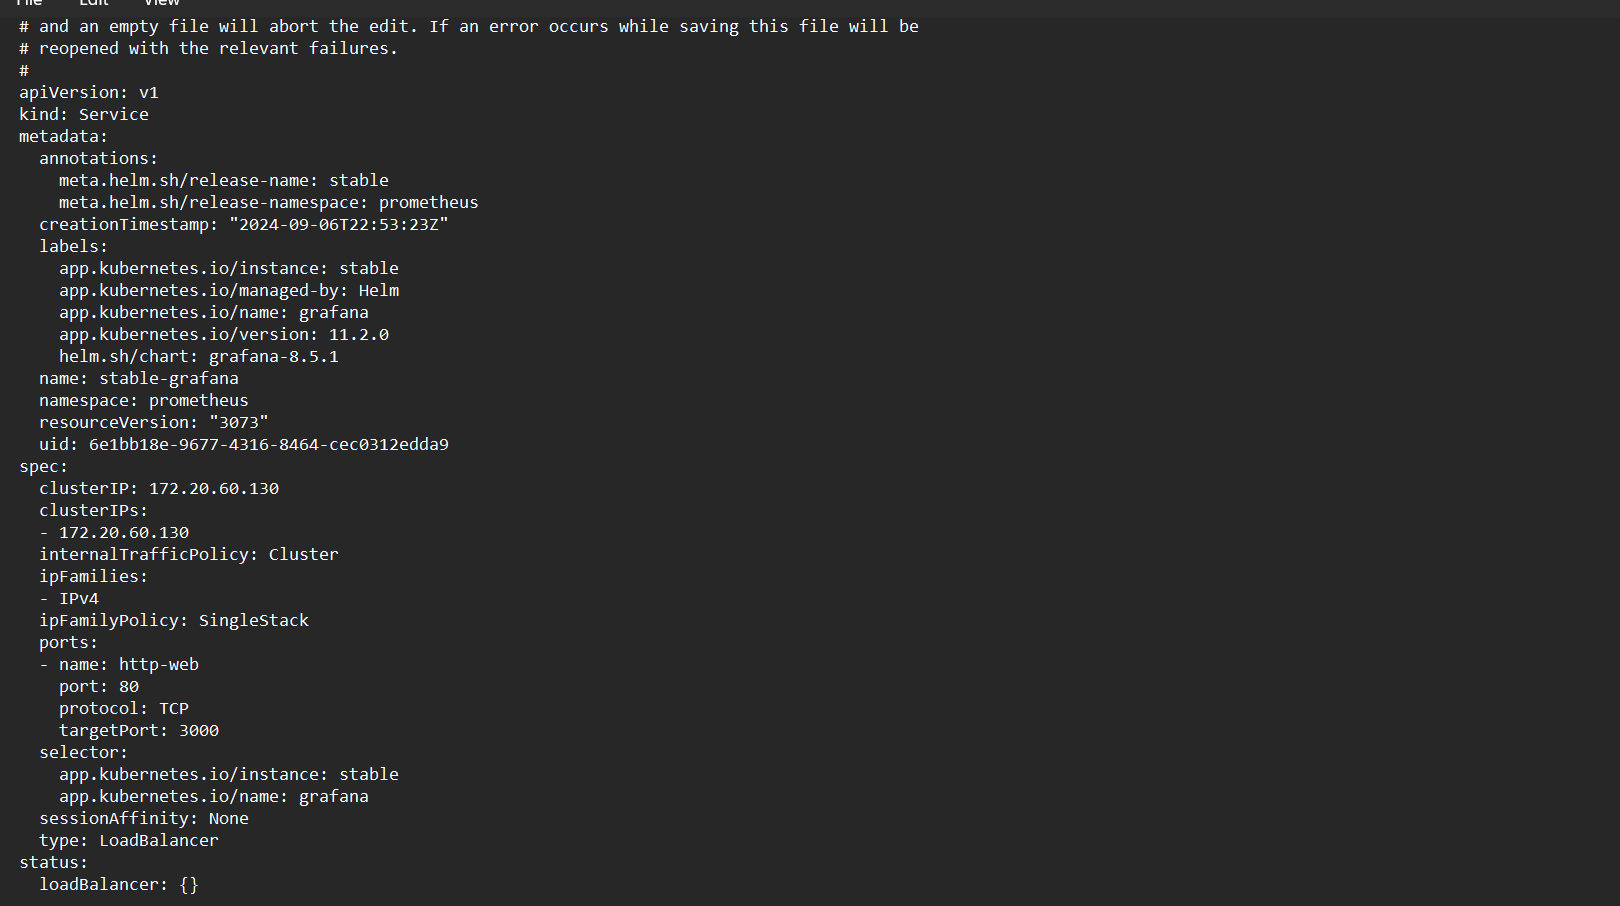 File Edit View
# and an empty file will abort the edit. If an error occurs while saving this file will be
# reopened with the relevant failures.
#
apiVersion: v1
kind: Service
metadata:
  annotations:
    meta.helm.sh/release-name: stable
    meta.helm.sh/release-namespace: prometheus
  creationTimestamp: "2024-09-06T22:53:23Z"
  labels:
    app.kubernetes.io/instance: stable
    app.kubernetes.io/managed-by: Helm
    app.kubernetes.io/name: grafana
    app.kubernetes.io/version: 11.2.0
    helm.sh/chart: grafana-8.5.1
  name: stable-grafana
  namespace: prometheus
  resourceVersion: "3073"
  uid: 6e1bb18e-9677-4316-8464-cec0312edda9
spec:
  clusterIP: 172.20.60.130
  clusterIPs:
  - 172.20.60.130
  internalTrafficPolicy: Cluster
  ipFamilies:
  - IPv4
  ipFamilyPolicy: SingleStack
  ports:
  - name: http-web
    port: 80
    protocol: TCP
    targetPort: 3000
  selector:
    app.kubernetes.io/instance: stable
    app.kubernetes.io/name: grafana
  sessionAffinity: None
  type: LoadBalancer
status:
  loadBalancer: {}